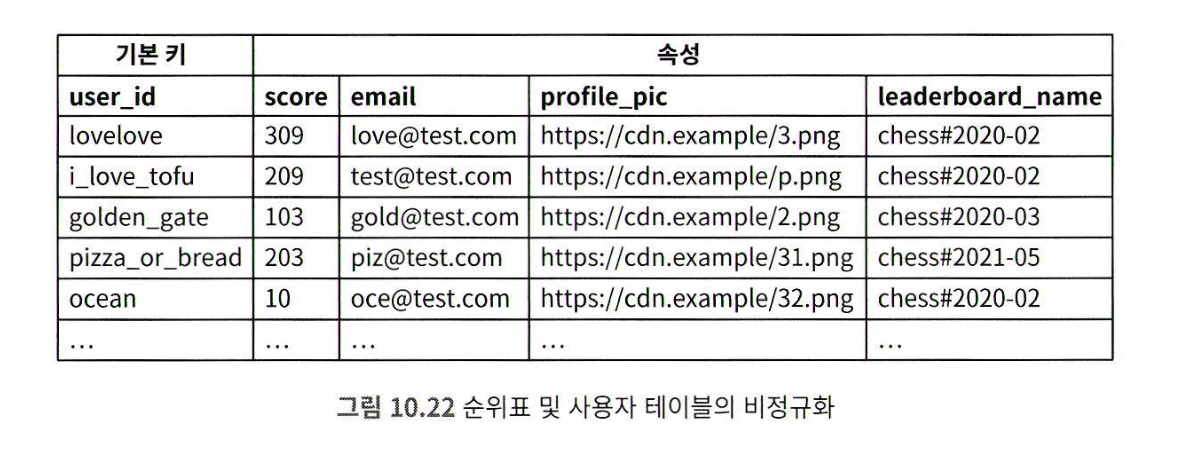 기본 키 속성
user_id score email profile_pic leaderboard_name
lovelove 309 love@test.com https://cdn.example/3.png chess#2020-02
i_love_tofu 209 test@test.com https://cdn.example/p.png chess#2020-02
golden_gate 103 gold@test.com https://cdn.example/2.png chess#2020-03
pizza_or_bread 203 piz@test.com https://cdn.example/31.png chess#2021-05
ocean 10 oce@test.com https://cdn.example/32.png chess#2020-02
... ... ... ... ...
그림 10.22 순위표 및 사용자 테이블의 비정규화